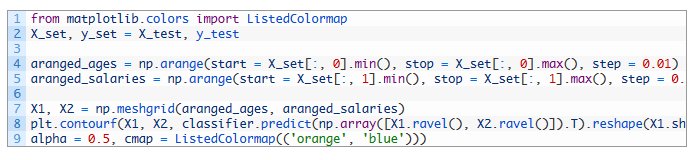 1 from matplotlib.colors import ListedColormap
2 X_set, y_set = X_test, y_test
3
4 aranged_ages = np.arange(start = X_set[:, 0].min(), stop = X_set[:, 0].max(), step = 0.01)
5 aranged_salaries = np.arange(start = X_set[:, 1].min(), stop = X_set[:, 1].max(), step = 0.
6
7 X1, X2 = np.meshgrid(aranged_ages, aranged_salaries)
8 plt.contourf(X1, X2, classifier.predict(np.array([X1.ravel(), X2.ravel()]).T).reshape(X1.sh
9 alpha = 0.5, cmap = ListedColormap(('orange', 'blue')))